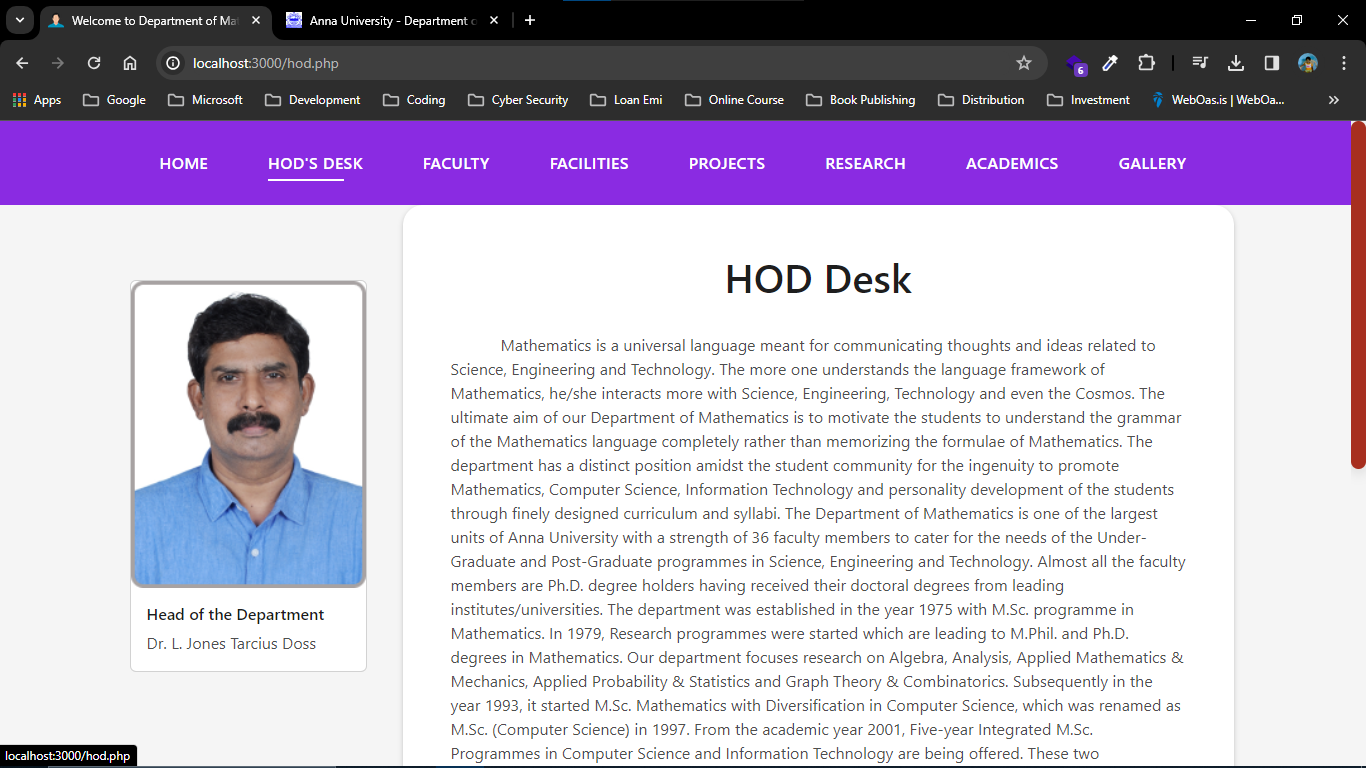 Welcome to Department of Mat
Anna University - Department o
localhost:3000/hod.php
6
Apps
Google
Microsoft
Development
Coding
Cyber Security
Loan Emi
Online Course
Book Publishing
Distribution
Investment
WebOas.is | WebOa...
HOME
HOD'S DESK
FACULTY
FACILITIES
PROJECTS
RESEARCH
ACADEMICS
GALLERY
Head of the Department
Dr. L. Jones Tarcius Doss
HOD Desk
Mathematics is a universal language meant for communicating thoughts and ideas related to
Science, Engineering and Technology. The more one understands the language framework of
Mathematics, he/she interacts more with Science, Engineering, Technology and even the Cosmos. The
ultimate aim of our Department of Mathematics is to motivate the students to understand the grammar
of the Mathematics language completely rather than memorizing the formulae of Mathematics. The
department has a distinct position amidst the student community for the ingenuity to promote
Mathematics, Computer Science, Information Technology and personality development of the students
through finely designed curriculum and syllabi. The Department of Mathematics is one of the largest
units of Anna University with a strength of 36 faculty members to cater for the needs of the Under-
Graduate and Post-Graduate programmes in Science, Engineering and Technology. Almost all the faculty
members are Ph.D. degree holders having received their doctoral degrees from leading
institutes/universities. The department was established in the year 1975 with M.Sc. programme in
Mathematics. In 1979, Research programmes were started which are leading to M.Phil. and Ph.D.
degrees in Mathematics. Our department focuses research on Algebra, Analysis, Applied Mathematics &
Mechanics, Applied Probability & Statistics and Graph Theory & Combinatorics. Subsequently in the
year 1993, it started M.Sc. Mathematics with Diversification in Computer Science, which was renamed as
M.Sc. (Computer Science) in 1997. From the academic year 2001, Five-year Integrated M.Sc.
Programmes in Computer Science and Information Technology are being offered. These two
localhost:3000/hod.php